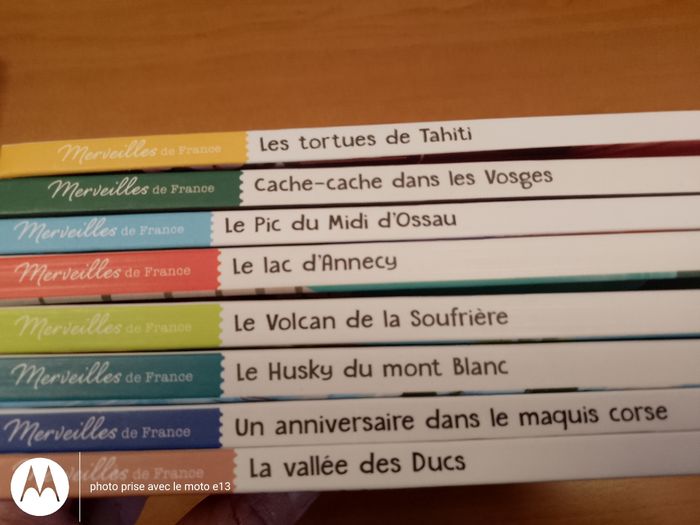 Merveilles de France Les tortues de Tahiti
Merveilles de France Cache-cache dans les Vosges
Merveilles de France Le Pic du Midi d'Ossau
Merveilles de France Le lac d'Annecy
Merveilles de France Le Volcan de la Soufrière
Merveilles de France Le Husky du mont Blanc
Merveilles de France Un anniversaire dans le maquis corse
Merveilles de France La vallée des Ducs
photo prise avec le moto e13